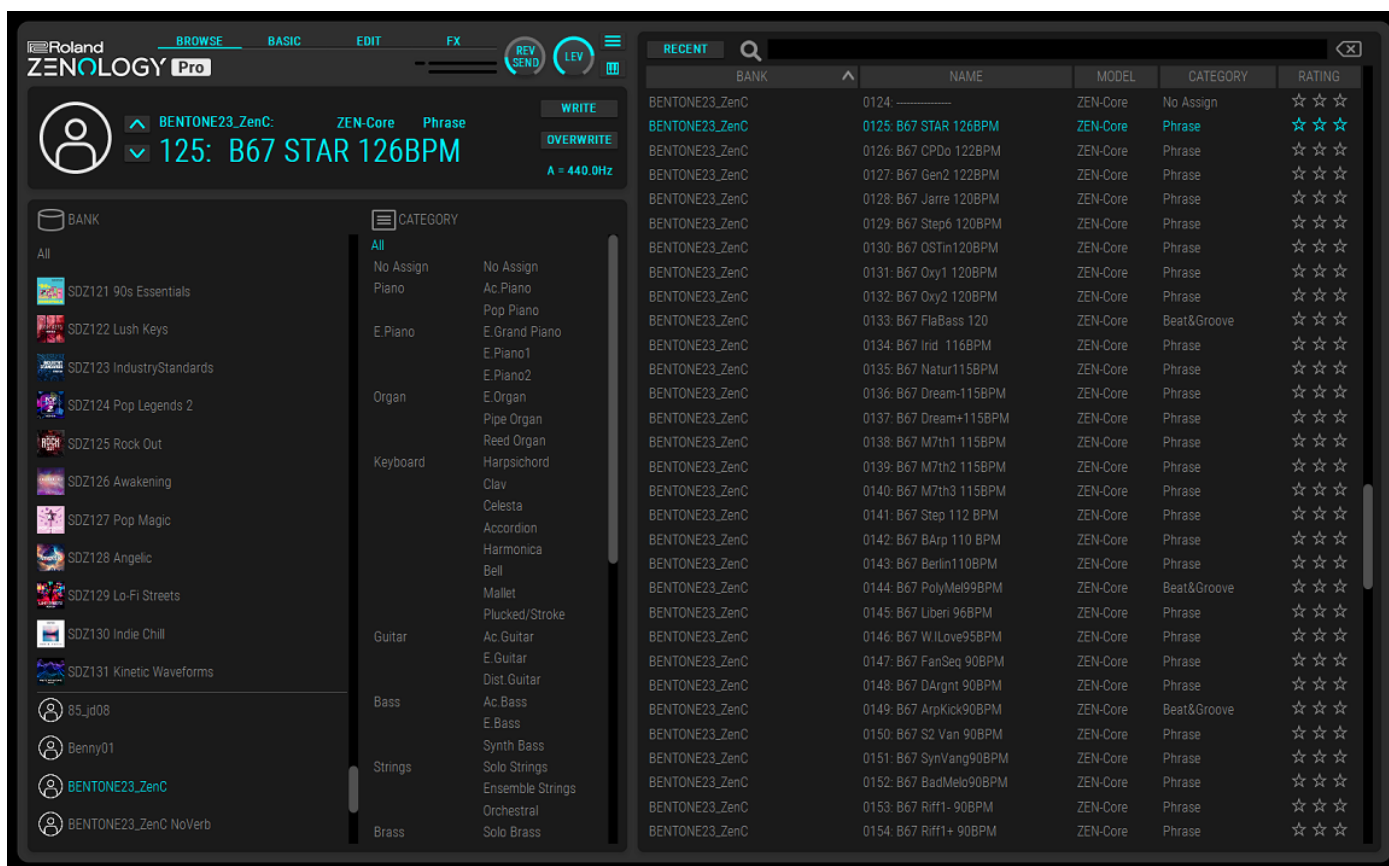 Roland
ZENOLOGY Pro
BROWSE BASIC EDIT FX
REV SEND LEV
BENTONE23_ZenC: ZEN-Core Phrase
125: B67 STAR 126BPM
WRITE
OVERWRITE
A = 440.0Hz
BANK
All
SDZ121 90s Essentials
SDZ122 Lush Keys
SDZ123 IndustryStandards
SDZ124 Pop Legends 2
SDZ125 Rock Out
SDZ126 Awakening
SDZ127 Pop Magic
SDZ128 Angelic
SDZ129 Lo-Fi Streets
SDZ130 Indie Chill
SDZ131 Kinetic Waveforms
85_jd08
Benny01
BENTONE23_ZenC
BENTONE23_ZenC NoVerb
CATEGORY
All
No Assign No Assign
Piano Ac.Piano
Pop Piano
E.Piano E.Grand Piano
E.Piano1
E.Piano2
Organ E.Organ
Pipe Organ
Reed Organ
Keyboard Harpsichord
Clav
Celesta
Accordion
Harmonica
Bell
Mallet
Plucked/Stroke
Guitar Ac.Guitar
E.Guitar
Dist.Guitar
Bass Ac.Bass
E.Bass
Synth Bass
Strings Solo Strings
Ensemble Strings
Orchestral
Brass Solo Brass
RECENT
BANK NAME MODEL CATEGORY RATING
BENTONE23_ZenC 0124: ---------------- ZEN-Core No Assign
BENTONE23_ZenC 0125: B67 STAR 126BPM ZEN-Core Phrase
BENTONE23_ZenC 0126: B67 CPDo 122BPM ZEN-Core Phrase
BENTONE23_ZenC 0127: B67 Gen2 122BPM ZEN-Core Phrase
BENTONE23_ZenC 0128: B67 Jarre 120BPM ZEN-Core Phrase
BENTONE23_ZenC 0129: B67 Step6 120BPM ZEN-Core Phrase
BENTONE23_ZenC 0130: B67 OSTin120BPM ZEN-Core Phrase
BENTONE23_ZenC 0131: B67 Oxy1 120BPM ZEN-Core Phrase
BENTONE23_ZenC 0132: B67 Oxy2 120BPM ZEN-Core Phrase
BENTONE23_ZenC 0133: B67 FlaBass 120 ZEN-Core Beat&Groove
BENTONE23_ZenC 0134: B67 Irid 116BPM ZEN-Core Phrase
BENTONE23_ZenC 0135: B67 Natur115BPM ZEN-Core Phrase
BENTONE23_ZenC 0136: B67 Dream-115BPM ZEN-Core Phrase
BENTONE23_ZenC 0137: B67 Dream+115BPM ZEN-Core Phrase
BENTONE23_ZenC 0138: B67 M7th1 115BPM ZEN-Core Phrase
BENTONE23_ZenC 0139: B67 M7th2 115BPM ZEN-Core Phrase
BENTONE23_ZenC 0140: B67 M7th3 115BPM ZEN-Core Phrase
BENTONE23_ZenC 0141: B67 Step 112 BPM ZEN-Core Phrase
BENTONE23_ZenC 0142: B67 BArp 110 BPM ZEN-Core Phrase
BENTONE23_ZenC 0143: B67 Berlin110BPM ZEN-Core Phrase
BENTONE23_ZenC 0144: B67 PolyMel99BPM ZEN-Core Beat&Groove
BENTONE23_ZenC 0145: B67 Liberi 96BPM ZEN-Core Phrase
BENTONE23_ZenC 0146: B67 W.ILove95BPM ZEN-Core Phrase
BENTONE23_ZenC 0147: B67 FanSeq 90BPM ZEN-Core Phrase
BENTONE23_ZenC 0148: B67 DArgnt 90BPM ZEN-Core Phrase
BENTONE23_ZenC 0149: B67 ArpKick90BPM ZEN-Core Beat&Groove
BENTONE23_ZenC 0150: B67 S2 Van 90BPM ZEN-Core Phrase
BENTONE23_ZenC 0151: B67 SynVang90BPM ZEN-Core Phrase
BENTONE23_ZenC 0152: B67 BadMelo90BPM ZEN-Core Phrase
BENTONE23_ZenC 0153: B67 Riff1- 90BPM ZEN-Core Phrase
BENTONE23_ZenC 0154: B67 Riff1+ 90BPM ZEN-Core Phrase